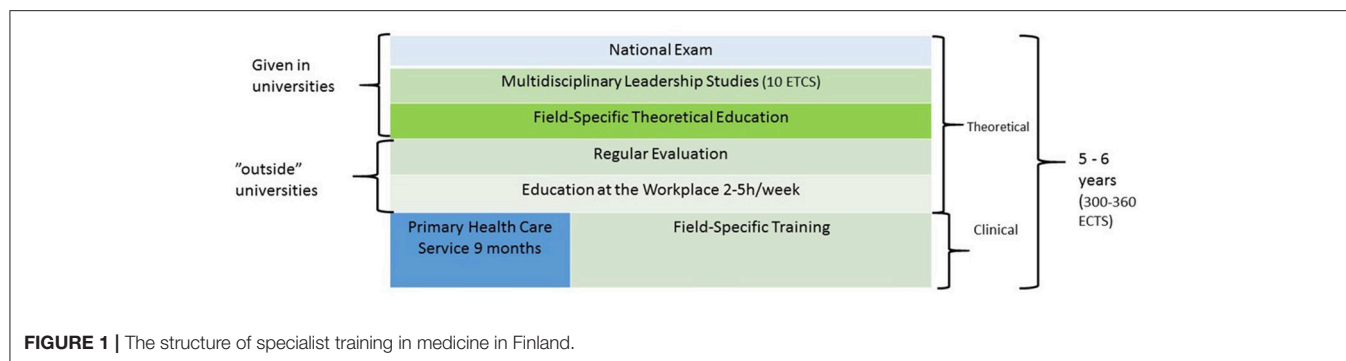 Given in
universities
"outside"
universities
National Exam
Multidisciplinary Leadership Studies (10 ETCS)
Field-Specific Theoretical Education
Regular Evaluation
Education at the Workplace 2-5h/week
Primary Health Care
Service 9 months
Field-Specific Training
Theoretical
Clinical
5 - 6
years
(300-360
ECTS)
FIGURE 1 | The structure of specialist training in medicine in Finland.